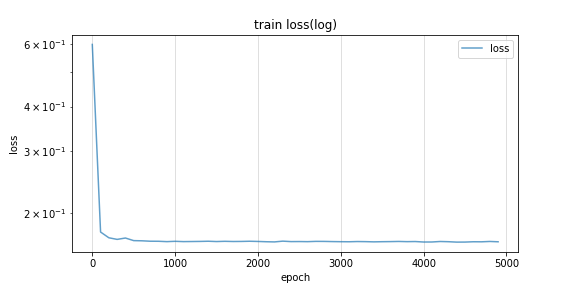 train loss(log)
6 × 10⁻¹
4 × 10⁻¹
3 × 10⁻¹
2 × 10⁻¹
loss
loss
0 1000 2000 3000 4000 5000
epoch